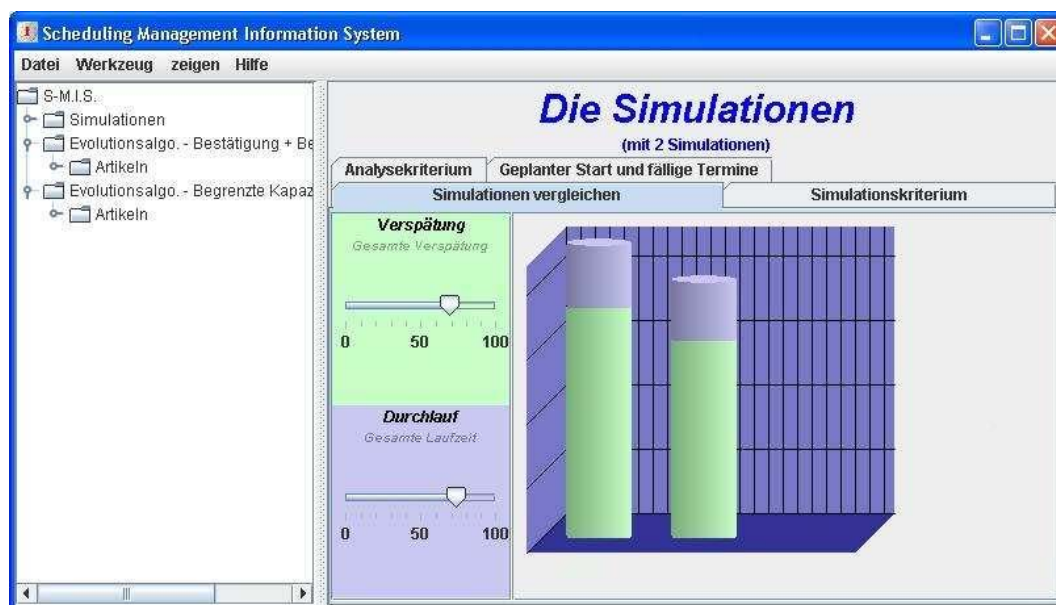 Scheduling Management Information System
Datei Werkzeug zeigen Hilfe
S-M.I.S.
Simulationen
Evolutionsalgo. - Bestätigung + Be
Artikeln
Evolutionsalgo. - Begrenzte Kapaz
Artikeln
Die Simulationen
(mit 2 Simulationen)
Analysekriterium Geplanter Start und fällige Termine
Simulationen vergleichen Simulationskriterium
Verspätung
Gesamte Verspätung
0 50 100
Durchlauf
Gesamte Laufzeit
0 50 100